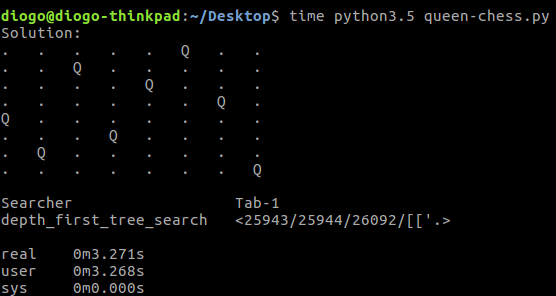 diogo@diogo-thinkpad:~/Desktop$ time python3.5 queen-chess.py
Solution:
.   .   .   .   .   Q   .   .
.   .   Q   .   .   .   .   .
.   .   .   .   Q   .   .   .
.   .   .   .   .   .   Q   .
Q   .   .   .   .   .   .   .
.   .   .   Q   .   .   .   .
.   Q   .   .   .   .   .   .
.   .   .   .   .   .   .   Q
Searcher                  Tab-1
depth_first_tree_search   <25943/25944/26092/[['.>
real    0m3.271s
user    0m3.268s
sys     0m0.000s